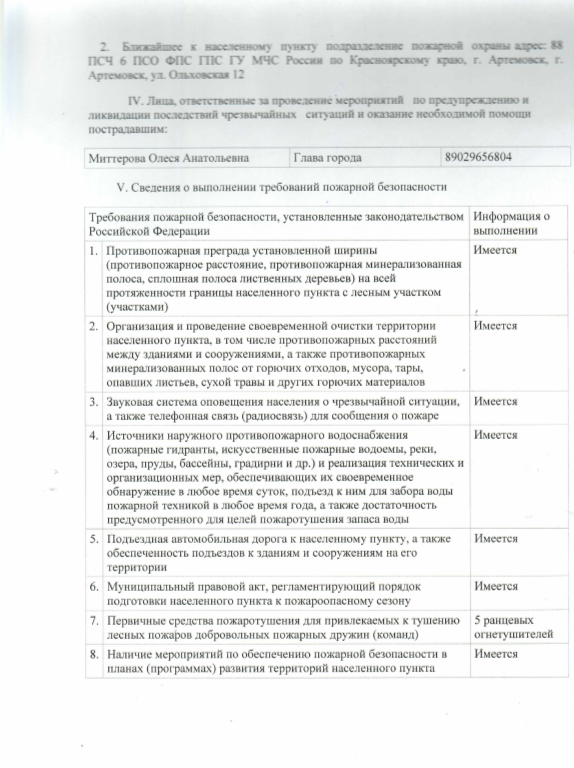 2. Ближайшее к населенному пункту подразделение пожарной охраны адрес: 88
ПСЧ 6 ПСО ФПС ГПС ГУ МЧС России по Красноярскому краю, г. Артемовск, г.
Артемовск, ул. Ольховская 12
IV. Лица, ответственные за проведение мероприятий по предупреждению и
ликвидации последствий чрезвычайных ситуаций и оказание необходимой помощи
пострадавшим:
Миттерова Олеся Анатольевна Глава города 89029656804
V. Сведения о выполнении требований пожарной безопасности
Требования пожарной безопасности, установленные законодательством Информация о
Российской Федерации выполнении
1. Противопожарная преграда установленной ширины Имеется
(противопожарное расстояние, противопожарная минерализованная
полоса, сплошная полоса лиственных деревьев) на всей
протяженности границы населенного пункта с лесным участком
(участками)
2. Организация и проведение своевременной очистки территории Имеется
населенного пункта, в том числе противопожарных расстояний
между зданиями и сооружениями, а также противопожарных
минерализованных полос от горючих отходов, мусора, тары,
опавших листьев, сухой травы и других горючих материалов
3. Звуковая система оповещения населения о чрезвычайной ситуации, Имеется
а также телефонная связь (радиосвязь) для сообщения о пожаре
4. Источники наружного противопожарного водоснабжения Имеется
(пожарные гидранты, искусственные пожарные водоемы, реки,
озера, пруды, бассейны, градирни и др.) и реализация технических и
организационных мер, обеспечивающих их своевременное
обнаружение в любое время суток, подъезд к ним для забора воды
пожарной техникой в любое время года, а также достаточность
предусмотренного для целей пожаротушения запаса воды
5. Подъездная автомобильная дорога к населенному пункту, а также Имеется
обеспеченность подъездов к зданиям и сооружениям на его
территории
6. Муниципальный правовой акт, регламентирующий порядок Имеется
подготовки населенного пункта к пожароопасному сезону
7. Первичные средства пожаротушения для привлекаемых к тушению 5 ранцевых
лесных пожаров добровольных пожарных дружин (команд) огнетушителей
8. Наличие мероприятий по обеспечению пожарной безопасности в Имеется
планах (программах) развития территорий населенного пункта